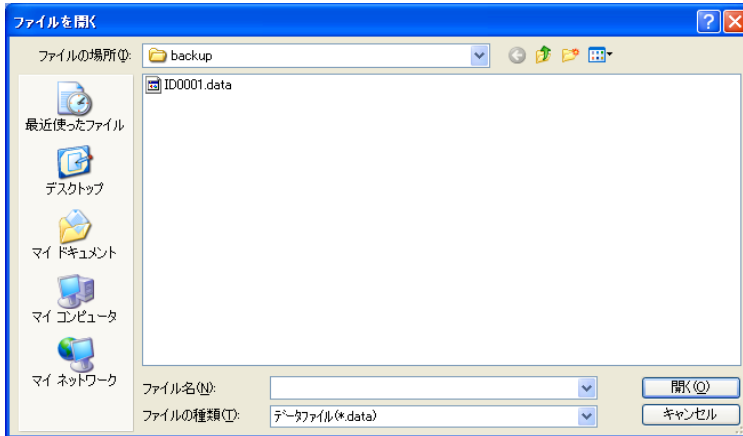 ファイルを開く
ファイルの場所(I):
backup
ID0001.data
最近使ったファイル
デスクトップ
マイ ドキュメント
マイ コンピュータ
マイ ネットワーク
ファイル名(N):
開く(O)
ファイルの種類(T):
ﾃﾞｰﾀﾌｧｲﾙ(*.data)
キャンセル